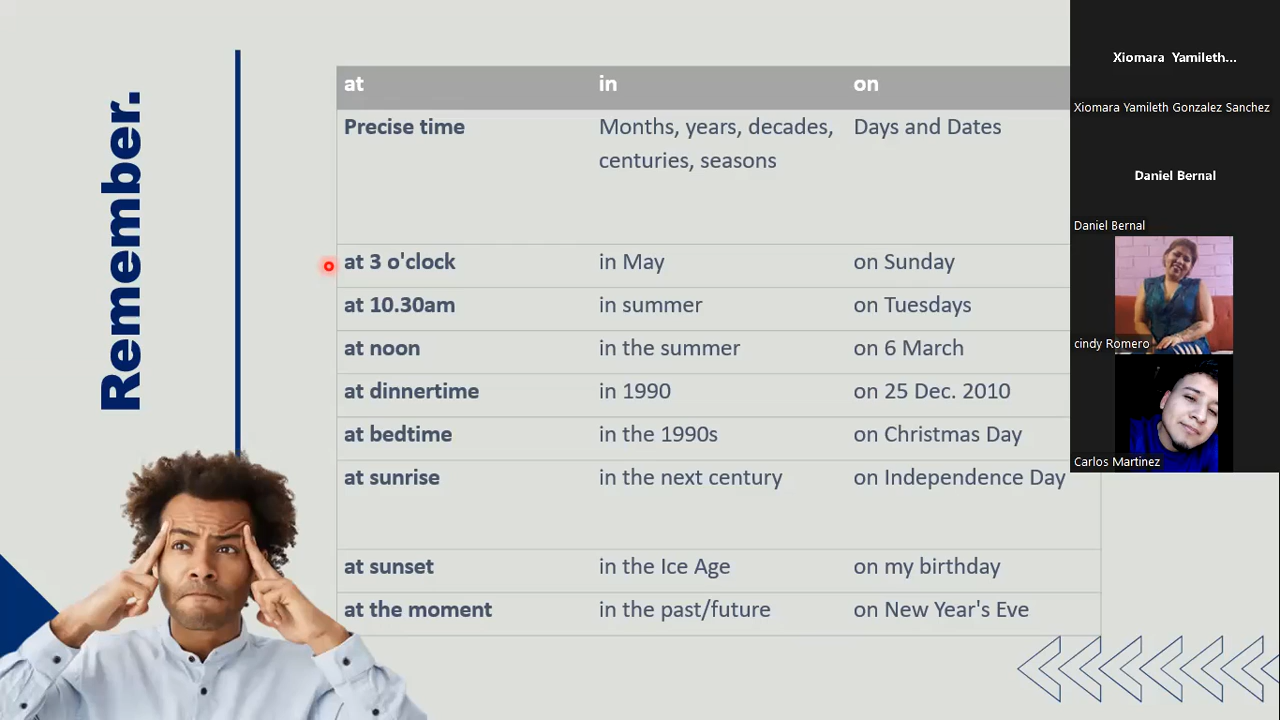 Remember.
at in on
Precise time Months, years, decades, Days and Dates
centuries, seasons
at 3 o'clock in May on Sunday
at 10.30am in summer on Tuesdays
at noon in the summer on 6 March
at dinnertime in 1990 on 25 Dec. 2010
at bedtime in the 1990s on Christmas Day
at sunrise in the next century on Independence Day
at sunset in the Ice Age on my birthday
at the moment in the past/future on New Year's Eve
Xiomara Yamileth...
Xiomara Yamileth Gonzalez Sanchez
Daniel Bernal
Daniel Bernal
cindy Romero
Carlos Martinez